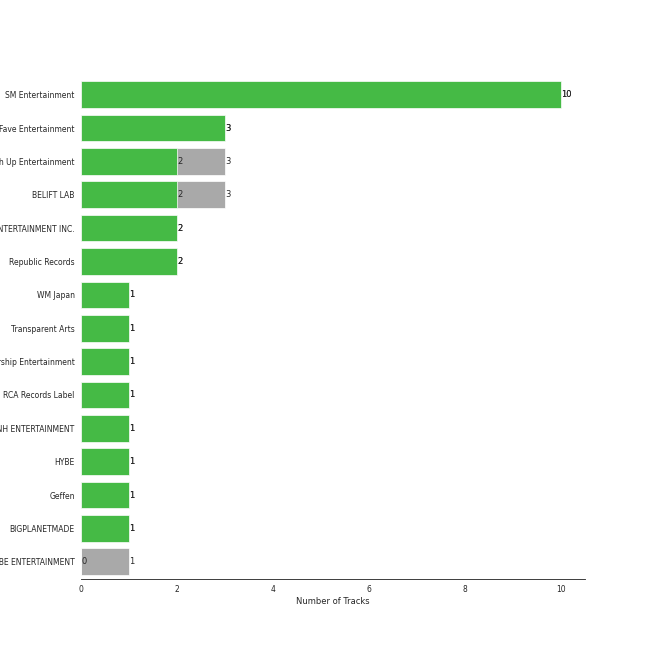 SM Entertainment 10
Fave Entertainment 3
h Up Entertainment 2 3
BELIFT LAB 2 3
NTERTAINMENT INC. 2
Republic Records 2
WM Japan 1
Transparent Arts 1
rship Entertainment 1
RCA Records Label 1
NH ENTERTAINMENT 1
HYBE 1
Geffen 1
BIGPLANETMADE 1
BE ENTERTAINMENT 0 1
0 2 4 6 8 10
Number of Tracks